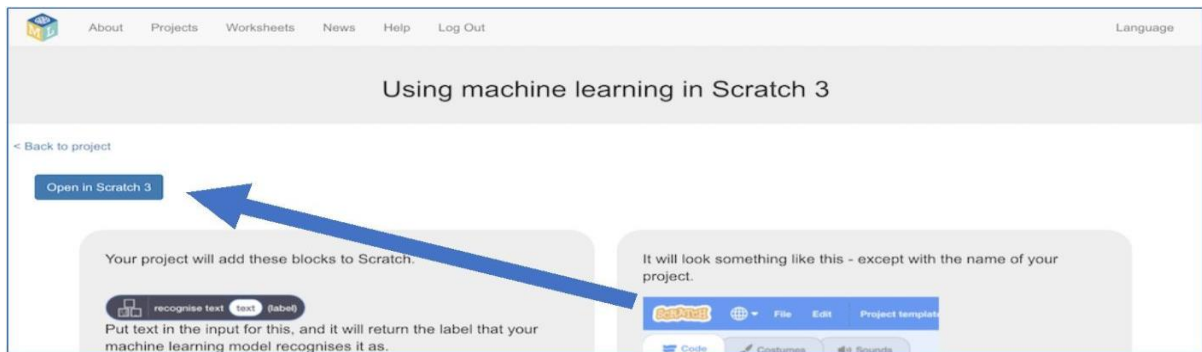 ML
About Projects Worksheets News Help Log Out Language
Using machine learning in Scratch 3
< Back to project
Open in Scratch 3
Your project will add these blocks to Scratch.
recognise text text (label)
Put text in the input for this, and it will return the label that your
machine learning model recognises it as.
It will look something like this - except with the name of your
project.
SCRATCH File Edit Project template
Code Costumes Sounds